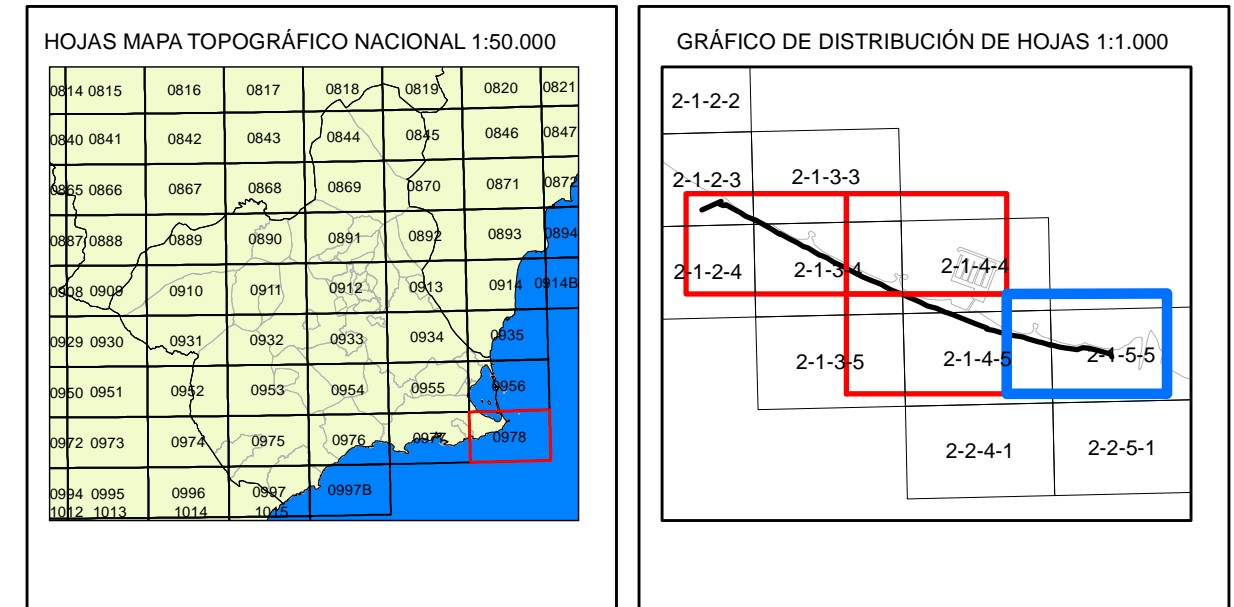 HOJAS MAPA TOPOGRÁFICO NACIONAL 1:50.000
0814 0815 0816 0817 0818 0819 0820 0821
0840 0841 0842 0843 0844 0845 0846 0847
0865 0866 0867 0868 0869 0870 0871 0872
0887 0888 0889 0890 0891 0892 0893 0894
0908 0909 0910 0911 0912 0913 0914 0914B
0929 0930 0931 0932 0933 0934 0935
0950 0951 0952 0953 0954 0955 0956
0972 0973 0974 0975 0976 0977 0978
0994 0995 0996 0997 0997B
1012 1013 1014 1015
GRÁFICO DE DISTRIBUCIÓN DE HOJAS 1:1.000
2-1-2-2
2-1-2-3 2-1-3-3
2-1-2-4 2-1-3-4 2-1-4-4
2-1-3-5 2-1-4-5 2-1-5-5
2-2-4-1 2-2-5-1